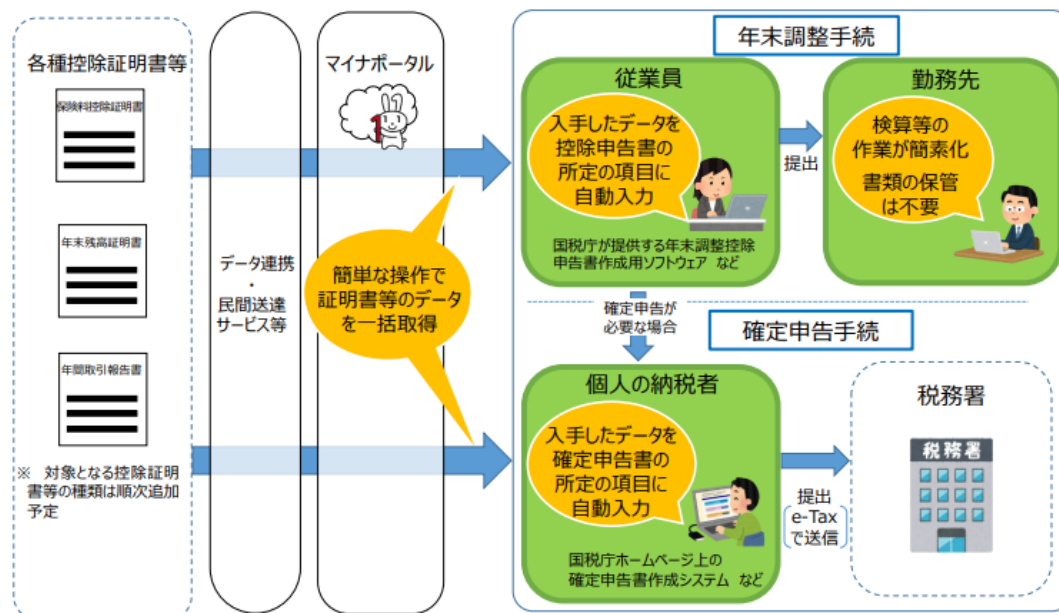 各種控除証明書等
保険料控除証明書
年末残高証明書
年間取引報告書
※ 対象となる控除証明
書等の種類は順次追加
予定
データ連携
・
民間送達
サービス等
マイナポータル
1
簡単な操作で
証明書等のデータ
を一括取得
年末調整手続
従業員
入手したデータを
控除申告書の
所定の項目に
自動入力
国税庁が提供する年末調整控除
申告書作成用ソフトウェア など
提出
勤務先
検算等の
作業が簡素化
書類の保管
は不要
確定申告が
必要な場合
確定申告手続
個人の納税者
入手したデータを
確定申告書の
所定の項目に
自動入力
国税庁ホームページ上の
確定申告書作成システム など
提出
e-Tax
で送信
税務署
税務署